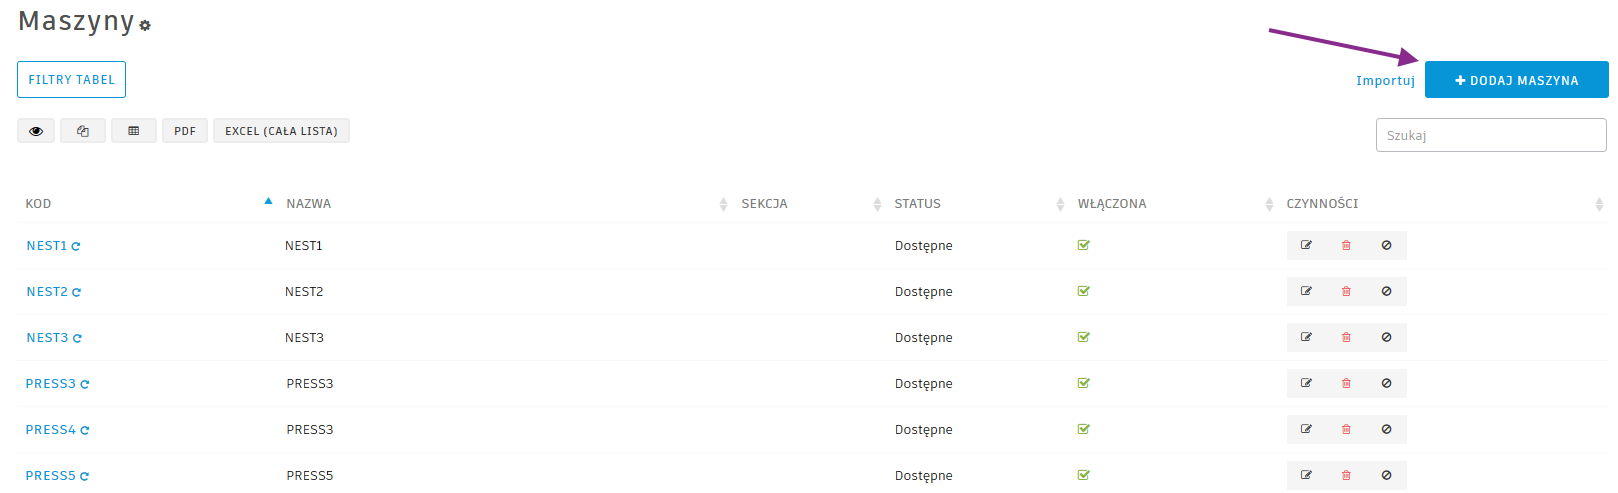 Maszyny
FILTRY TABEL
Importuj
DODAJ MASZYNA
PDF
EXCEL (CAŁA LISTA)
Szukaj
KOD NAZWA SEKCJA STATUS WŁĄCZONA CZYNNOŚCI
NEST1 NEST1 Dostępne
NEST2 NEST2 Dostępne
NEST3 NEST3 Dostępne
PRESS3 PRESS3 Dostępne
PRESS4 PRESS3 Dostępne
PRESS5 PRESS5 Dostępne